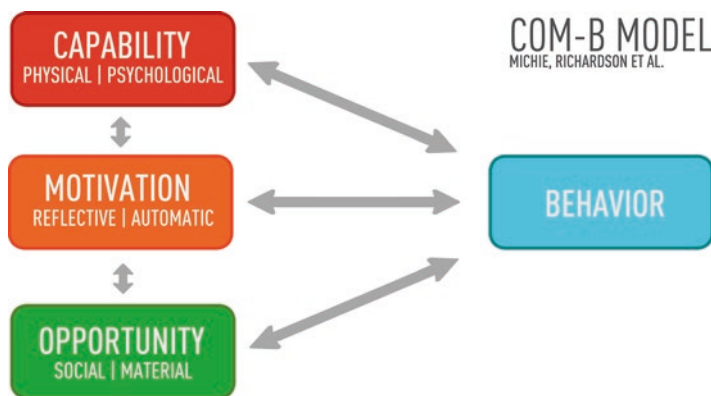 CAPABILITY
PHYSICAL | PSYCHOLOGICAL
COM-B MODEL
MICHIE, RICHARDSON ET AL.
MOTIVATION
REFLECTIVE | AUTOMATIC
BEHAVIOR
OPPORTUNITY
SOCIAL | MATERIAL